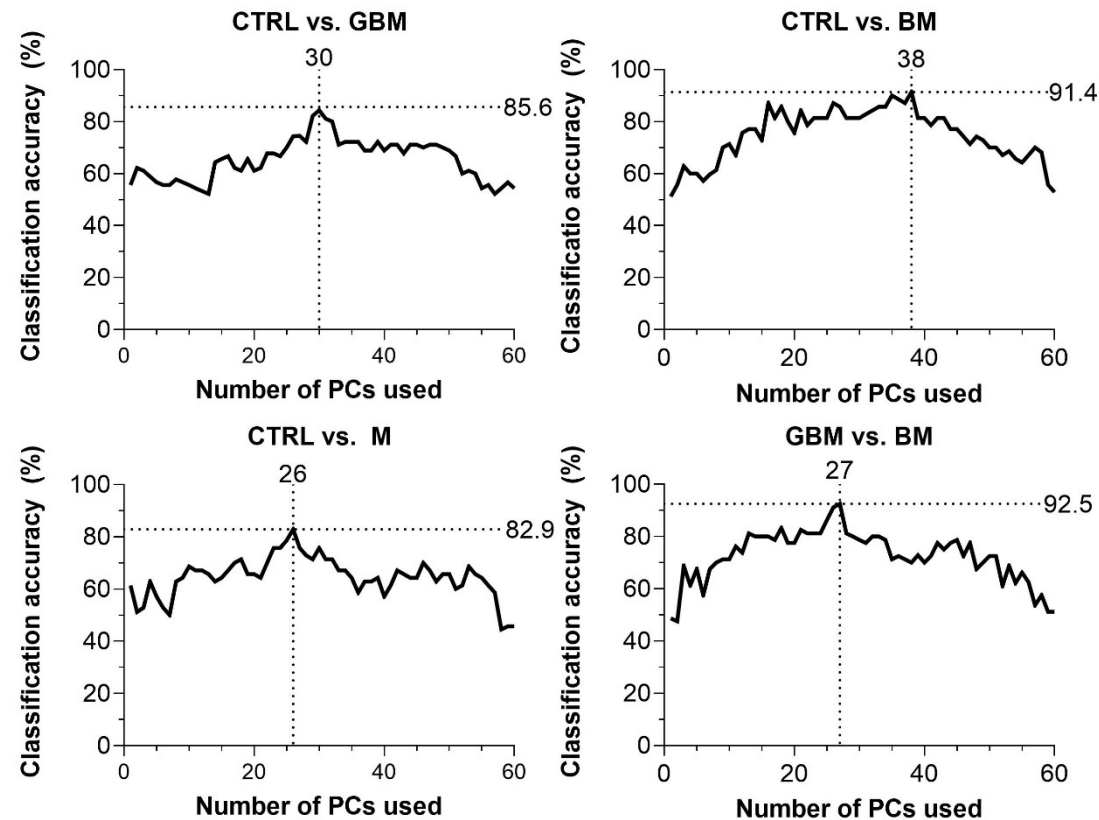 CTRL vs. GBM
30
100
80
60
40
20
0
85.6
0 20 40 60
Number of PCs used
Classification accuracy (%)
CTRL vs. BM
38
100
80
60
40
20
0
91.4
0 20 40 60
Number of PCs used
Classificatio accuracy (%)
CTRL vs. M
26
100
80
60
40
20
0
82.9
0 20 40 60
Number of PCs used
Classification accuracy (%)
GBM vs. BM
27
100
80
60
40
20
0
92.5
0 20 40 60
Number of PCs used
Classification accuracy (%)